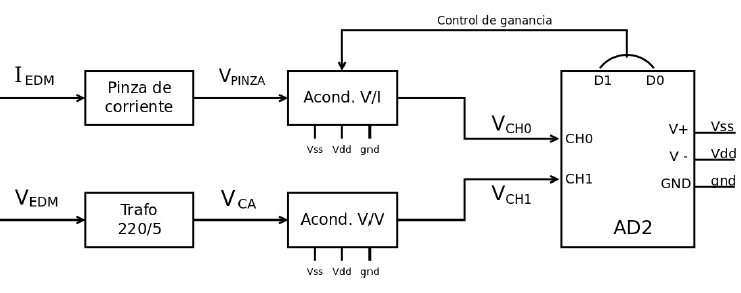 Control de ganancia
I EDM
Pinza de
corriente
VPINZA
Acond. V/I
Vss Vdd gnd
VCH0
D1 D0
CH0
CH1
V+ Vss
V - Vdd
GND gnd
AD2
VEDM
Trafo
220/5
V CA
Acond. V/V
Vss Vdd gnd
VCH1